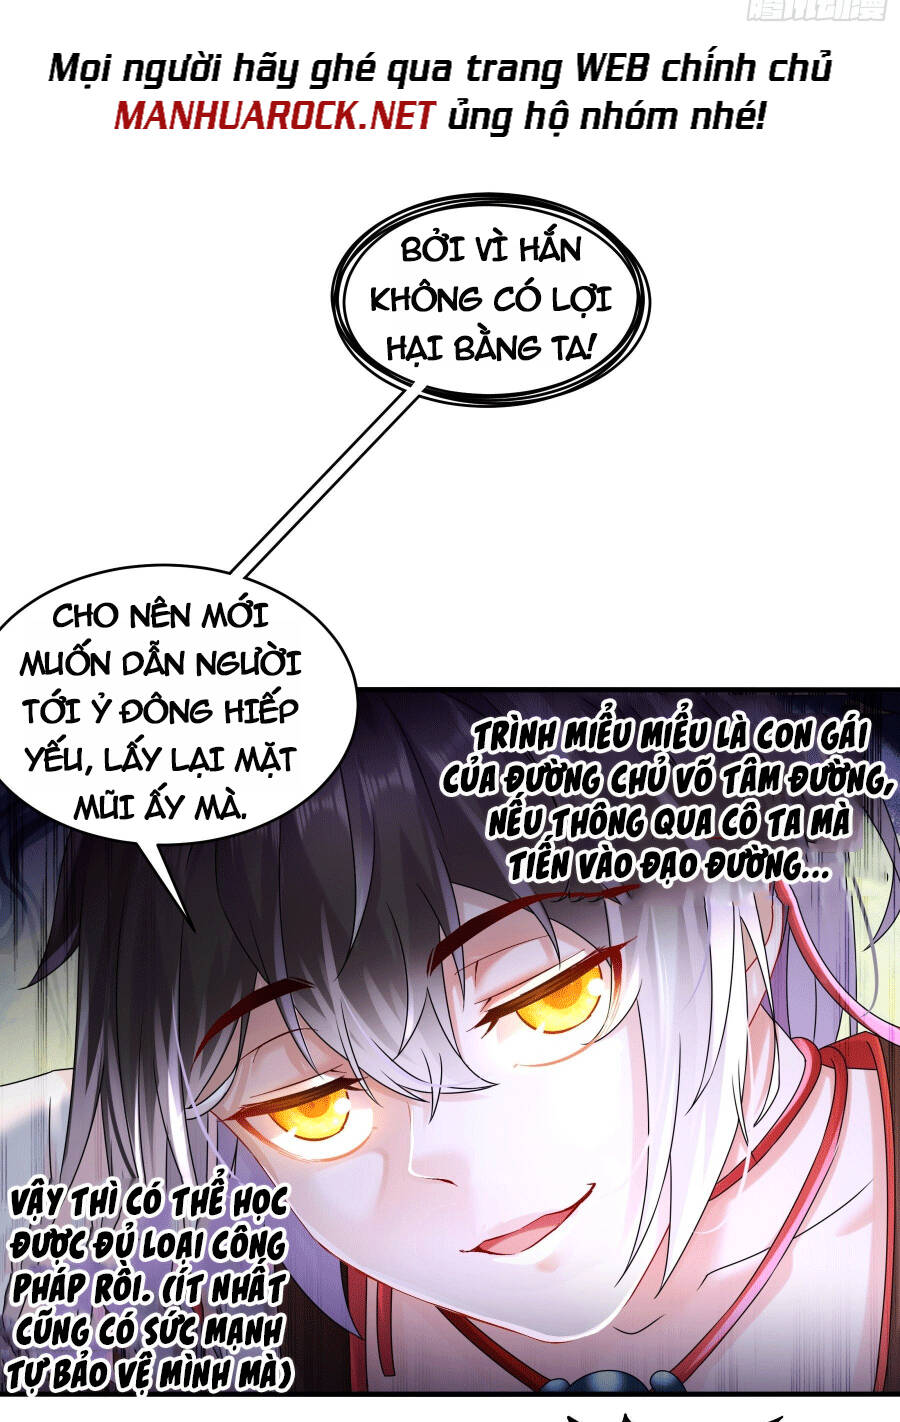 Mọi người hãy ghé qua trang WEB chính chủ
MANHUAROCK.NET ủng hộ nhóm nhé!
BỞI VÌ HẮN
KHÔNG CÓ LỢI
HẠI BẰNG TA!
CHO NÊN MỚI
MUỐN DẪN NGƯỜI
TỚI Ỷ ĐÔNG HIẾP
YẾU, LẤY LẠI MẶT
MŨI ẤY MÀ.
TRÌNH MIỂU MIỂU LÀ CON GÁI
CỦA ĐƯỜNG CHỦ VÕ TÂM ĐƯỜNG,
NẾU THÔNG QUA CÔ TA MÀ
TIẾN VÀO ĐẠO ĐƯỜNG...
VẬY THÌ CÓ THỂ HỌC
ĐƯỢC ĐỦ LOẠI CÔNG
PHÁP RỒI. (ÍT NHẤT
CŨNG CÓ SỨC MẠNH
TỰ BẢO VỆ MÌNH MÀ)